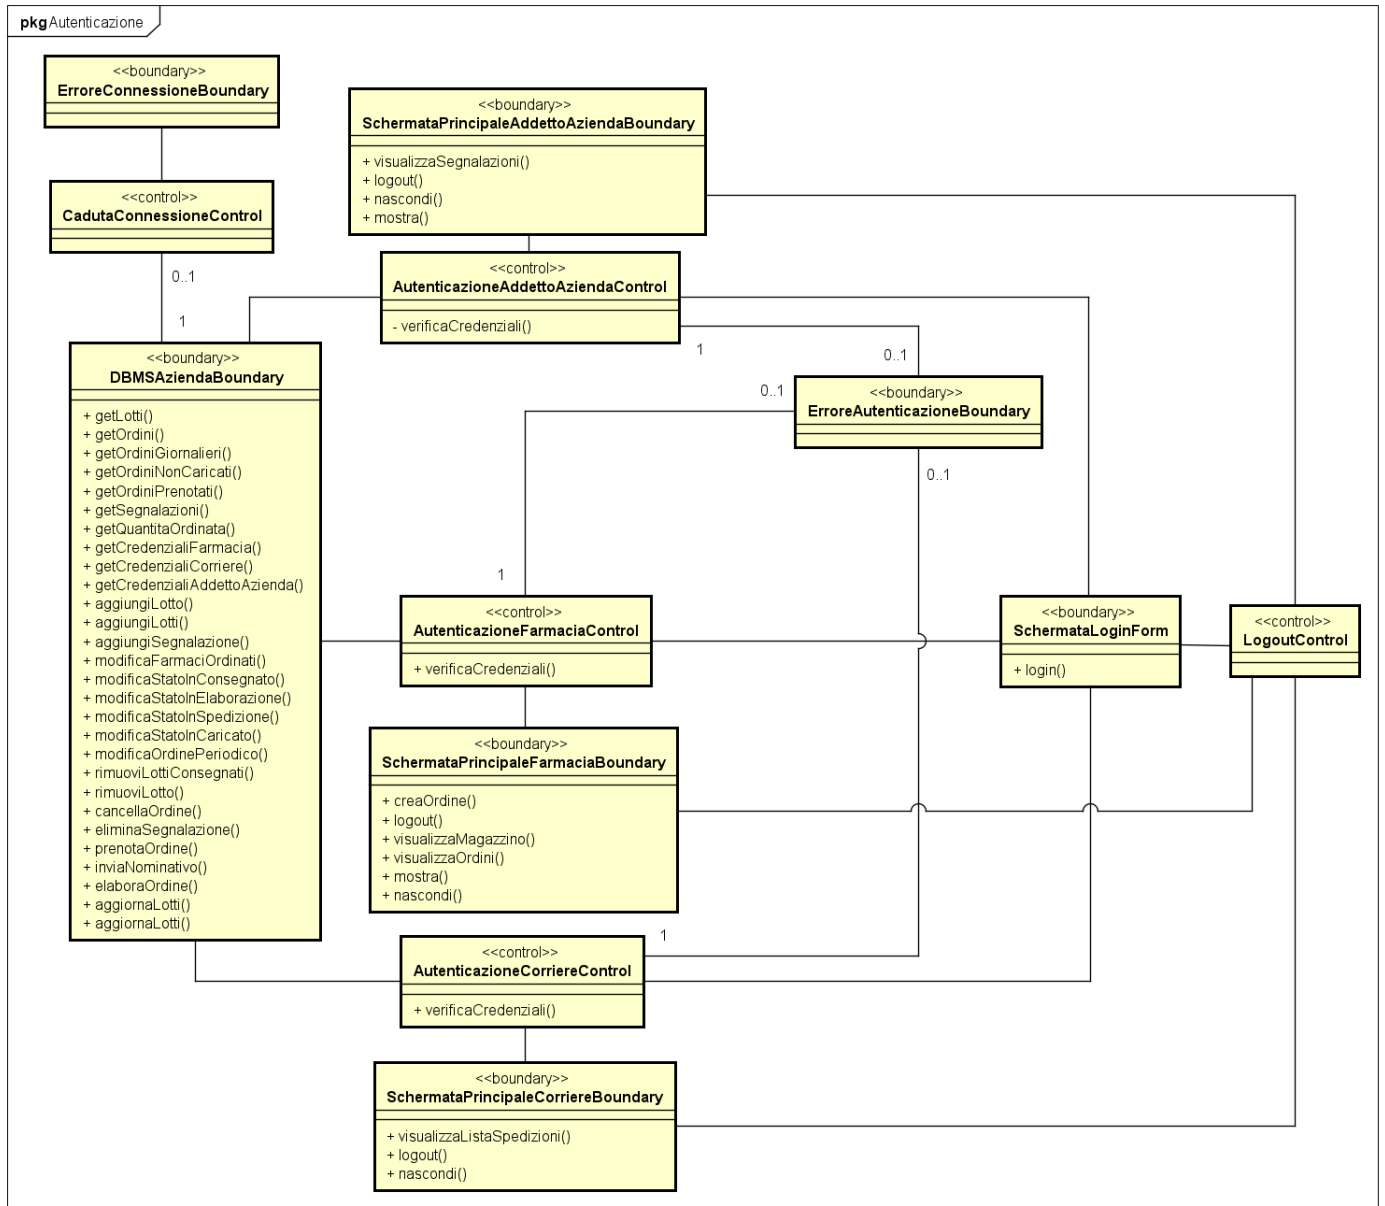 pkg Autenticazione
<<boundary>>
ErroreConnessioneBoundary
<<boundary>>
SchermataPrincipaleAddettoAziendaBoundary
+ visualizzaSegnalazioni()
+ logout()
+ nascondi()
+ mostra()
<<control>>
CadutaConnessioneControl
0..1
1
<<control>>
AutenticazioneAddettoAziendaControl
- verificaCredenziali()
1
0..1
<<boundary>>
DBMSAziendaBoundary
+ getLotti()
+ getOrdini()
+ getOrdiniGiornalieri()
+ getOrdiniNonCaricati()
+ getOrdiniPrenotati()
+ getSegnalazioni()
+ getQuantitaOrdinata()
+ getCredenzialiFarmacia()
+ getCredenzialiCorriere()
+ getCredenzialiAddettoAzienda()
+ aggiungiLotto()
+ aggiungiLotti()
+ aggiungiSegnalazione()
+ modificaFarmaciOrdinati()
+ modificaStatoInConsegnato()
+ modificaStatoInElaborazione()
+ modificaStatoInSpedizione()
+ modificaStatoInCaricato()
+ modificaOrdinePeriodico()
+ rimuoviLottiConsegnati()
+ rimuoviLotto()
+ cancellaOrdine()
+ eliminaSegnalazione()
+ prenotaOrdine()
+ inviaNominativo()
+ elaboraOrdine()
+ aggiornaLotti()
+ aggiornaLotti()
0..1
<<boundary>>
ErroreAutenticazioneBoundary
0..1
1
<<control>>
AutenticazioneFarmaciaControl
+ verificaCredenziali()
<<boundary>>
SchermataLoginForm
+ login()
<<control>>
LogoutControl
<<boundary>>
SchermataPrincipaleFarmaciaBoundary
+ creaOrdine()
+ logout()
+ visualizzaMagazzino()
+ visualizzaOrdini()
+ mostra()
+ nascondi()
1
<<control>>
AutenticazioneCorriereControl
+ verificaCredenziali()
<<boundary>>
SchermataPrincipaleCorriereBoundary
+ visualizzaListaSpedizioni()
+ logout()
+ nascondi()